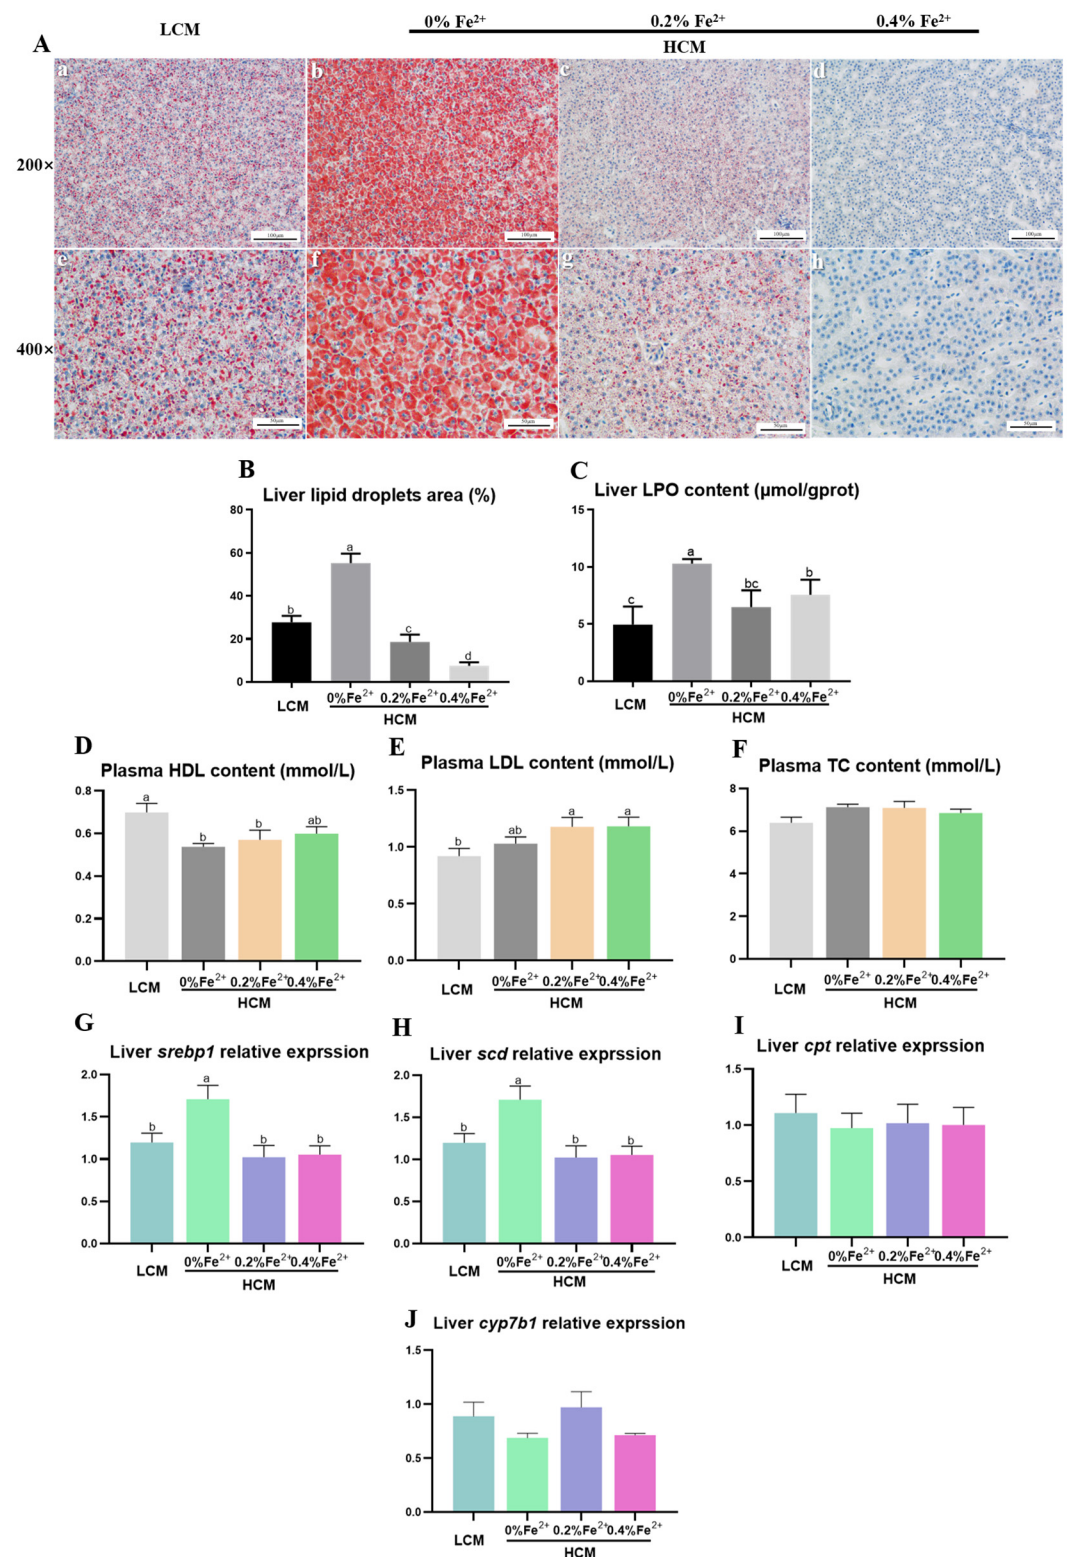 0% Fe²⁺ 0.2% Fe²⁺ 0.4% Fe²⁺
LCM
HCM
A
a b c d
200×
100μm 100μm 100μm 100μm
e f g h
400×
50μm 50μm 50μm 50μm
B
Liver lipid droplets area (%)
80
60
40
20
0
b a c d
LCM 0%Fe²⁺ 0.2%Fe²⁺ 0.4%Fe²⁺
HCM
C
Liver LPO content (μmol/gprot)
15
10
5
0
c a bc b
LCM 0%Fe²⁺ 0.2%Fe²⁺ 0.4%Fe²⁺
HCM
D
Plasma HDL content (mmol/L)
0.8
0.6
0.4
0.2
0.0
a b b ab
LCM 0%Fe²⁺ 0.2%Fe²⁺ 0.4%Fe²⁺
HCM
E
Plasma LDL content (mmol/L)
1.5
1.0
0.5
0.0
b ab a a
LCM 0%Fe²⁺ 0.2%Fe²⁺ 0.4%Fe²⁺
HCM
F
Plasma TC content (mmol/L)
8
6
4
2
0
LCM 0%Fe²⁺ 0.2%Fe²⁺ 0.4%Fe²⁺
HCM
G
Liver srebp1 relative exprssion
2.0
1.5
1.0
0.5
0.0
b a b b
LCM 0%Fe²⁺ 0.2%Fe²⁺ 0.4%Fe²⁺
HCM
H
Liver scd relative exprssion
2.0
1.5
1.0
0.5
0.0
b a b b
LCM 0%Fe²⁺ 0.2%Fe²⁺ 0.4%Fe²⁺
HCM
I
Liver cpt relative exprssion
1.5
1.0
0.5
0.0
LCM 0%Fe²⁺ 0.2%Fe²⁺ 0.4%Fe²⁺
HCM
J
Liver cyp7b1 relative exprssion
1.5
1.0
0.5
0.0
LCM 0%Fe²⁺ 0.2%Fe²⁺ 0.4%Fe²⁺
HCM